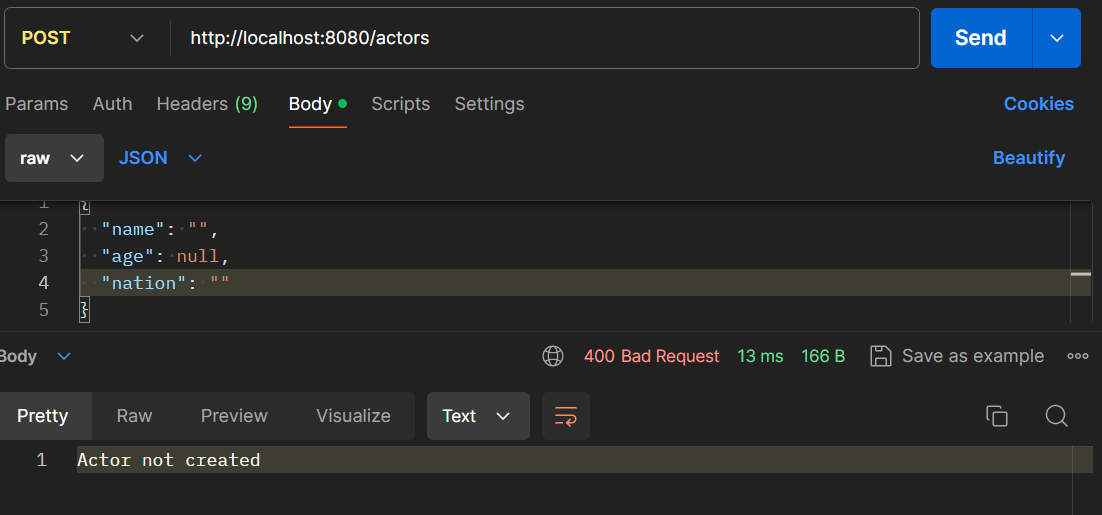 POST http://localhost:8080/actors Send
Params Auth Headers (9) Body Scripts Settings Cookies
raw JSON Beautify
1 {
2 "name": "",
3 "age": null,
4 "nation": ""
5 }
Body 400 Bad Request 13 ms 166 B Save as example
Pretty Raw Preview Visualize Text
1 Actor not created